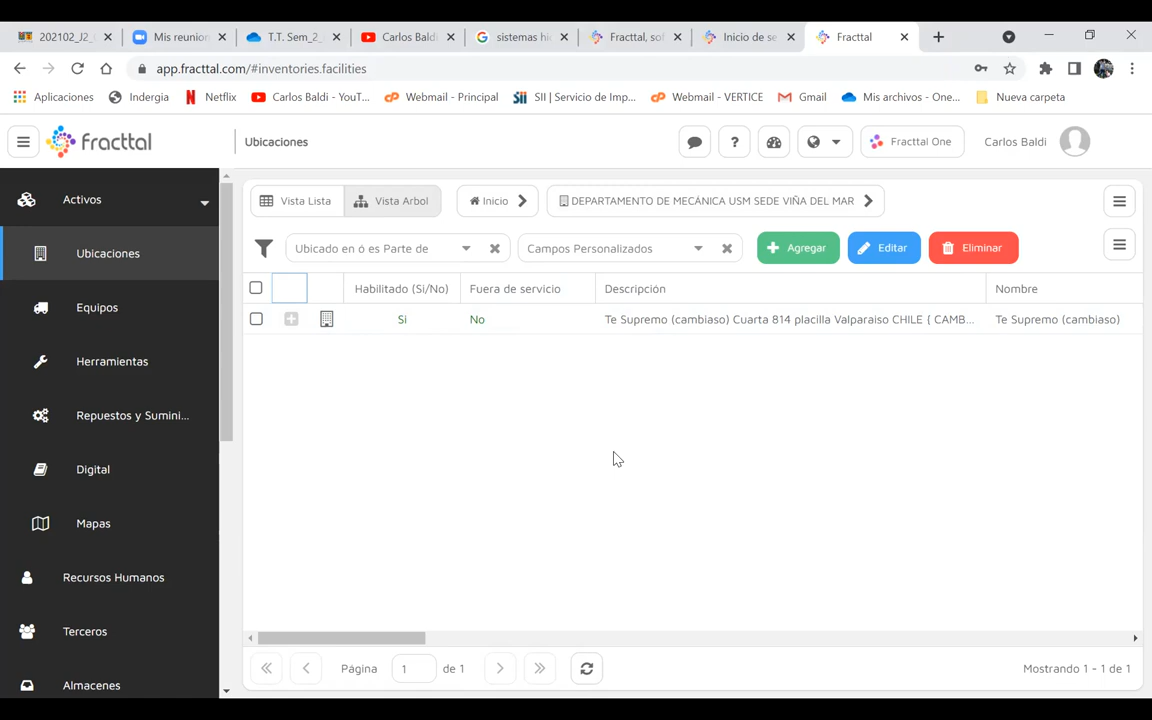 202102_J2_
Mis reunion
T.T. Sem_2_
Carlos Bald
sistemas hi
Fracttal, sof
Inicio de se
Fracttal
app.fracttal.com/#inventories.facilities
Aplicaciones
Indergia
Netflix
Carlos Baldi - YouT...
Webmail - Principal
SII | Servicio de Imp...
Webmail - VERTICE
Gmail
Mis archivos - One...
Nueva carpeta
fracttal
Ubicaciones
?
Fracttal One
Carlos Baldi
Activos
Ubicaciones
Equipos
Herramientas
Repuestos y Sumini...
Digital
Mapas
Recursos Humanos
Terceros
Almacenes
Vista Lista
Vista Arbol
Inicio
DEPARTAMENTO DE MECÁNICA USM SEDE VIÑA DEL MAR
Ubicado en ó es Parte de
Campos Personalizados
Agregar
Editar
Eliminar
Habilitado (Si/No) Fuera de servicio Descripción Nombre
Si No Te Supremo (cambiaso) Cuarta 814 placilla Valparaiso CHILE { CAMB... Te Supremo (cambiaso)
Página 1 de 1
Mostrando 1 - 1 de 1